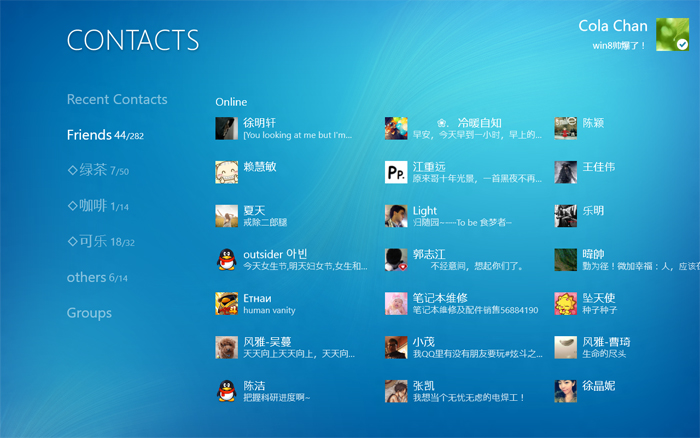 CONTACTS
Cola Chan
win8帅爆了！
Recent Contacts
Friends 44/282
◇绿茶 7/50
◇咖啡 1/14
◇可乐 18/32
others 6/14
Groups
Online
徐明轩
[You looking at me but I'm...
❀. 冷暖自知
早安，今天早到一小时，早上的...
陈颖
赖慧敏
Pp.
江重远
原来哥十年光景，一首黑夜不再...
王佳伟
夏天
戒除二郎腿
Light
归随园-----To be 食梦者--
乐明
outsider 아빈
今天女生节,明天妇女节,女生和...
郭志江
不经意间，想起你们了。
暐帥
勤为径！微加幸福：人，应该在
Етнаи
human vanity
笔记本维修
笔记本维修及配件销售56884190
坠天使
种子种子
风雅-吴蔓
天天向上天天向上，天天向...
小茂
我QQ里有没有朋友要玩#炫斗之...
风雅-曹琦
生命的尽头
陈洁
把握科研进度啊~
张凯
我想当个无忧无虑的电焊工！
徐晶妮